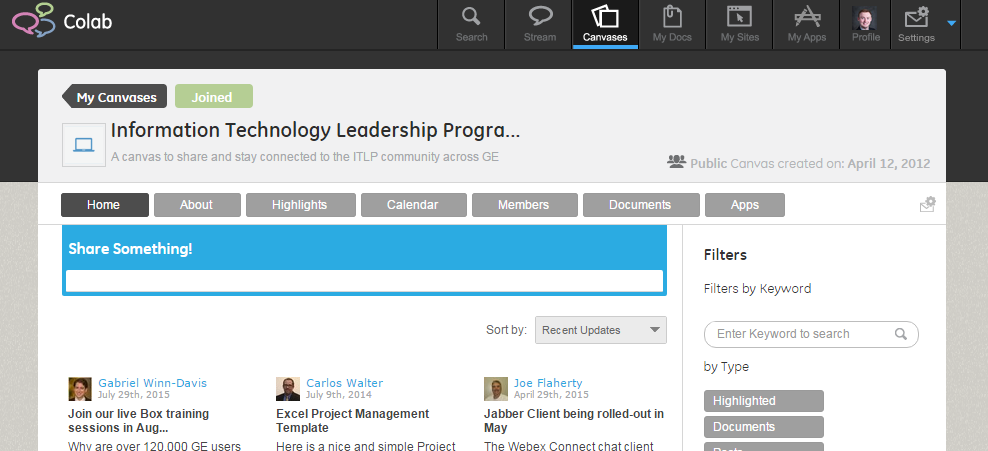 Colab
Search
Stream
Canvases
My Docs
My Sites
My Apps
Profile
Settings
My Canvases
Joined
Information Technology Leadership Progra...
A canvas to share and stay connected to the ITLP community across GE
Public Canvas created on: April 12, 2012
Home
About
Highlights
Calendar
Members
Documents
Apps
Share Something!
Sort by:
Recent Updates
Gabriel Winn-Davis
July 29th, 2015
Join our live Box training
sessions in Aug...
Why are over 120,000 GE users
Carlos Walter
July 9th, 2014
Excel Project Management
Template
Here is a nice and simple Project
Joe Flaherty
April 29th, 2015
Jabber Client being rolled-out in
May
The Webex Connect chat client
Filters
Filters by Keyword
Enter Keyword to search
by Type
Highlighted
Documents